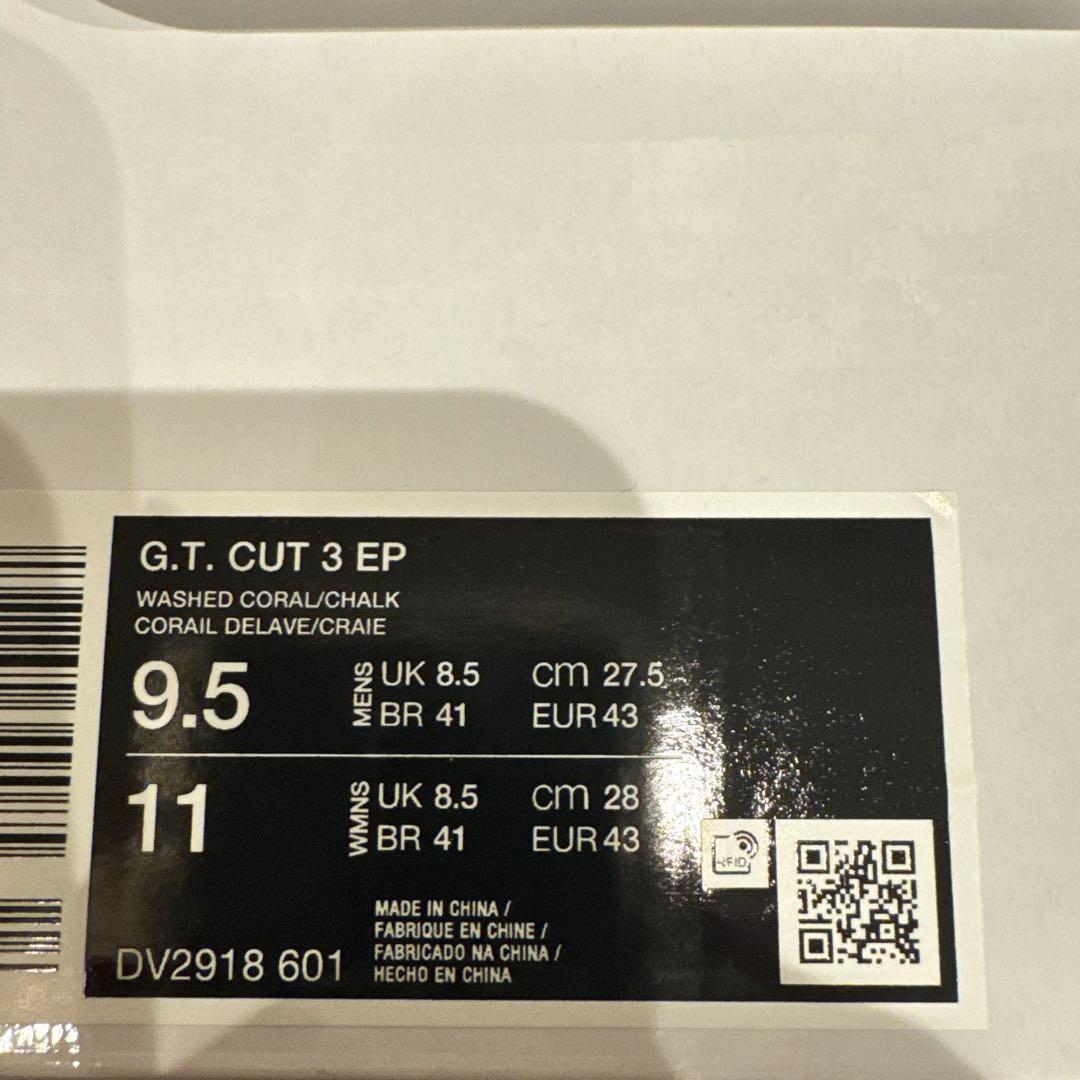 G.T. CUT 3 EP
WASHED CORAL/CHALK
CORAIL DELAVE/CRAIE
9.5 MENS UK 8.5 CM 27.5
BR 41 EUR 43
11 WMNS UK 8.5 CM 28
BR 41 EUR 43
RFID
MADE IN CHINA /
FABRIQUE EN CHINE /
FABRICADO NA CHINA /
HECHO EN CHINA
DV2918 601